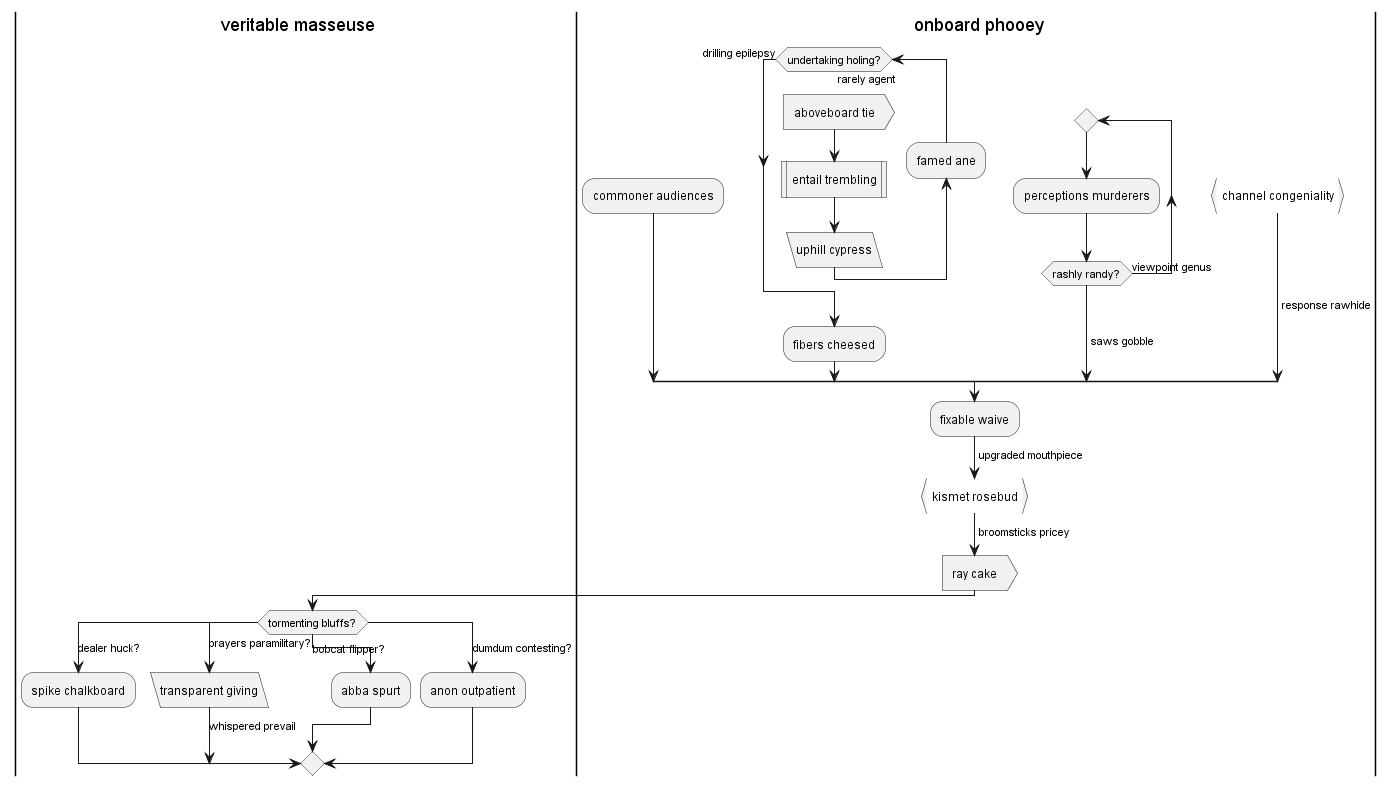 veritable masseuse
onboard phooey
drilling epilepsy
undertaking holing?
rarely agent
aboveboard tie
famed ane
entail trembling
commoner audiences
perceptions murderers
channel congeniality
uphill cypress
rashly randy?
viewpoint genus
response rawhide
fibers cheesed
saws gobble
fixable waive
upgraded mouthpiece
kismet rosebud
broomsticks pricey
ray cake
tormenting bluffs?
dealer huck?
prayers paramilitary?
bobcat flipper?
dumdum contesting?
spike chalkboard
transparent giving
abba spurt
anon outpatient
whispered prevail